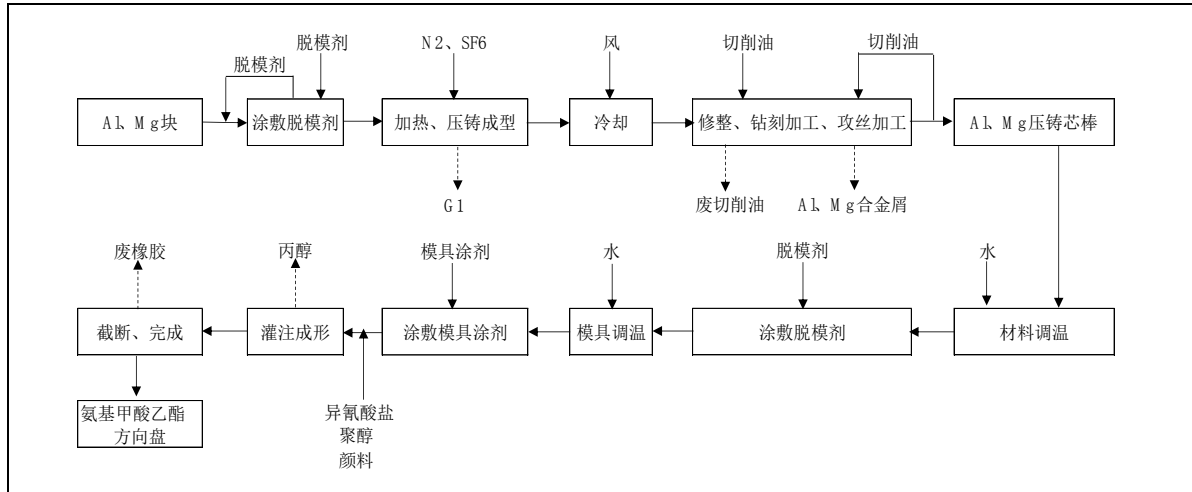 脱模剂
N2、SF6
风
切削油
切削油
脱模剂
Al、Mg块
涂敷脱模剂
加热、压铸成型
冷却
修整、钻刻加工、攻丝加工
Al、Mg压铸芯棒
G1
废切削油
Al、Mg合金屑
废橡胶
丙醇
模具涂剂
水
脱模剂
水
截断、完成
灌注成形
涂敷模具涂剂
模具调温
涂敷脱模剂
材料调温
氨基甲酸乙酯
方向盘
异氰酸盐
聚醇
颜料